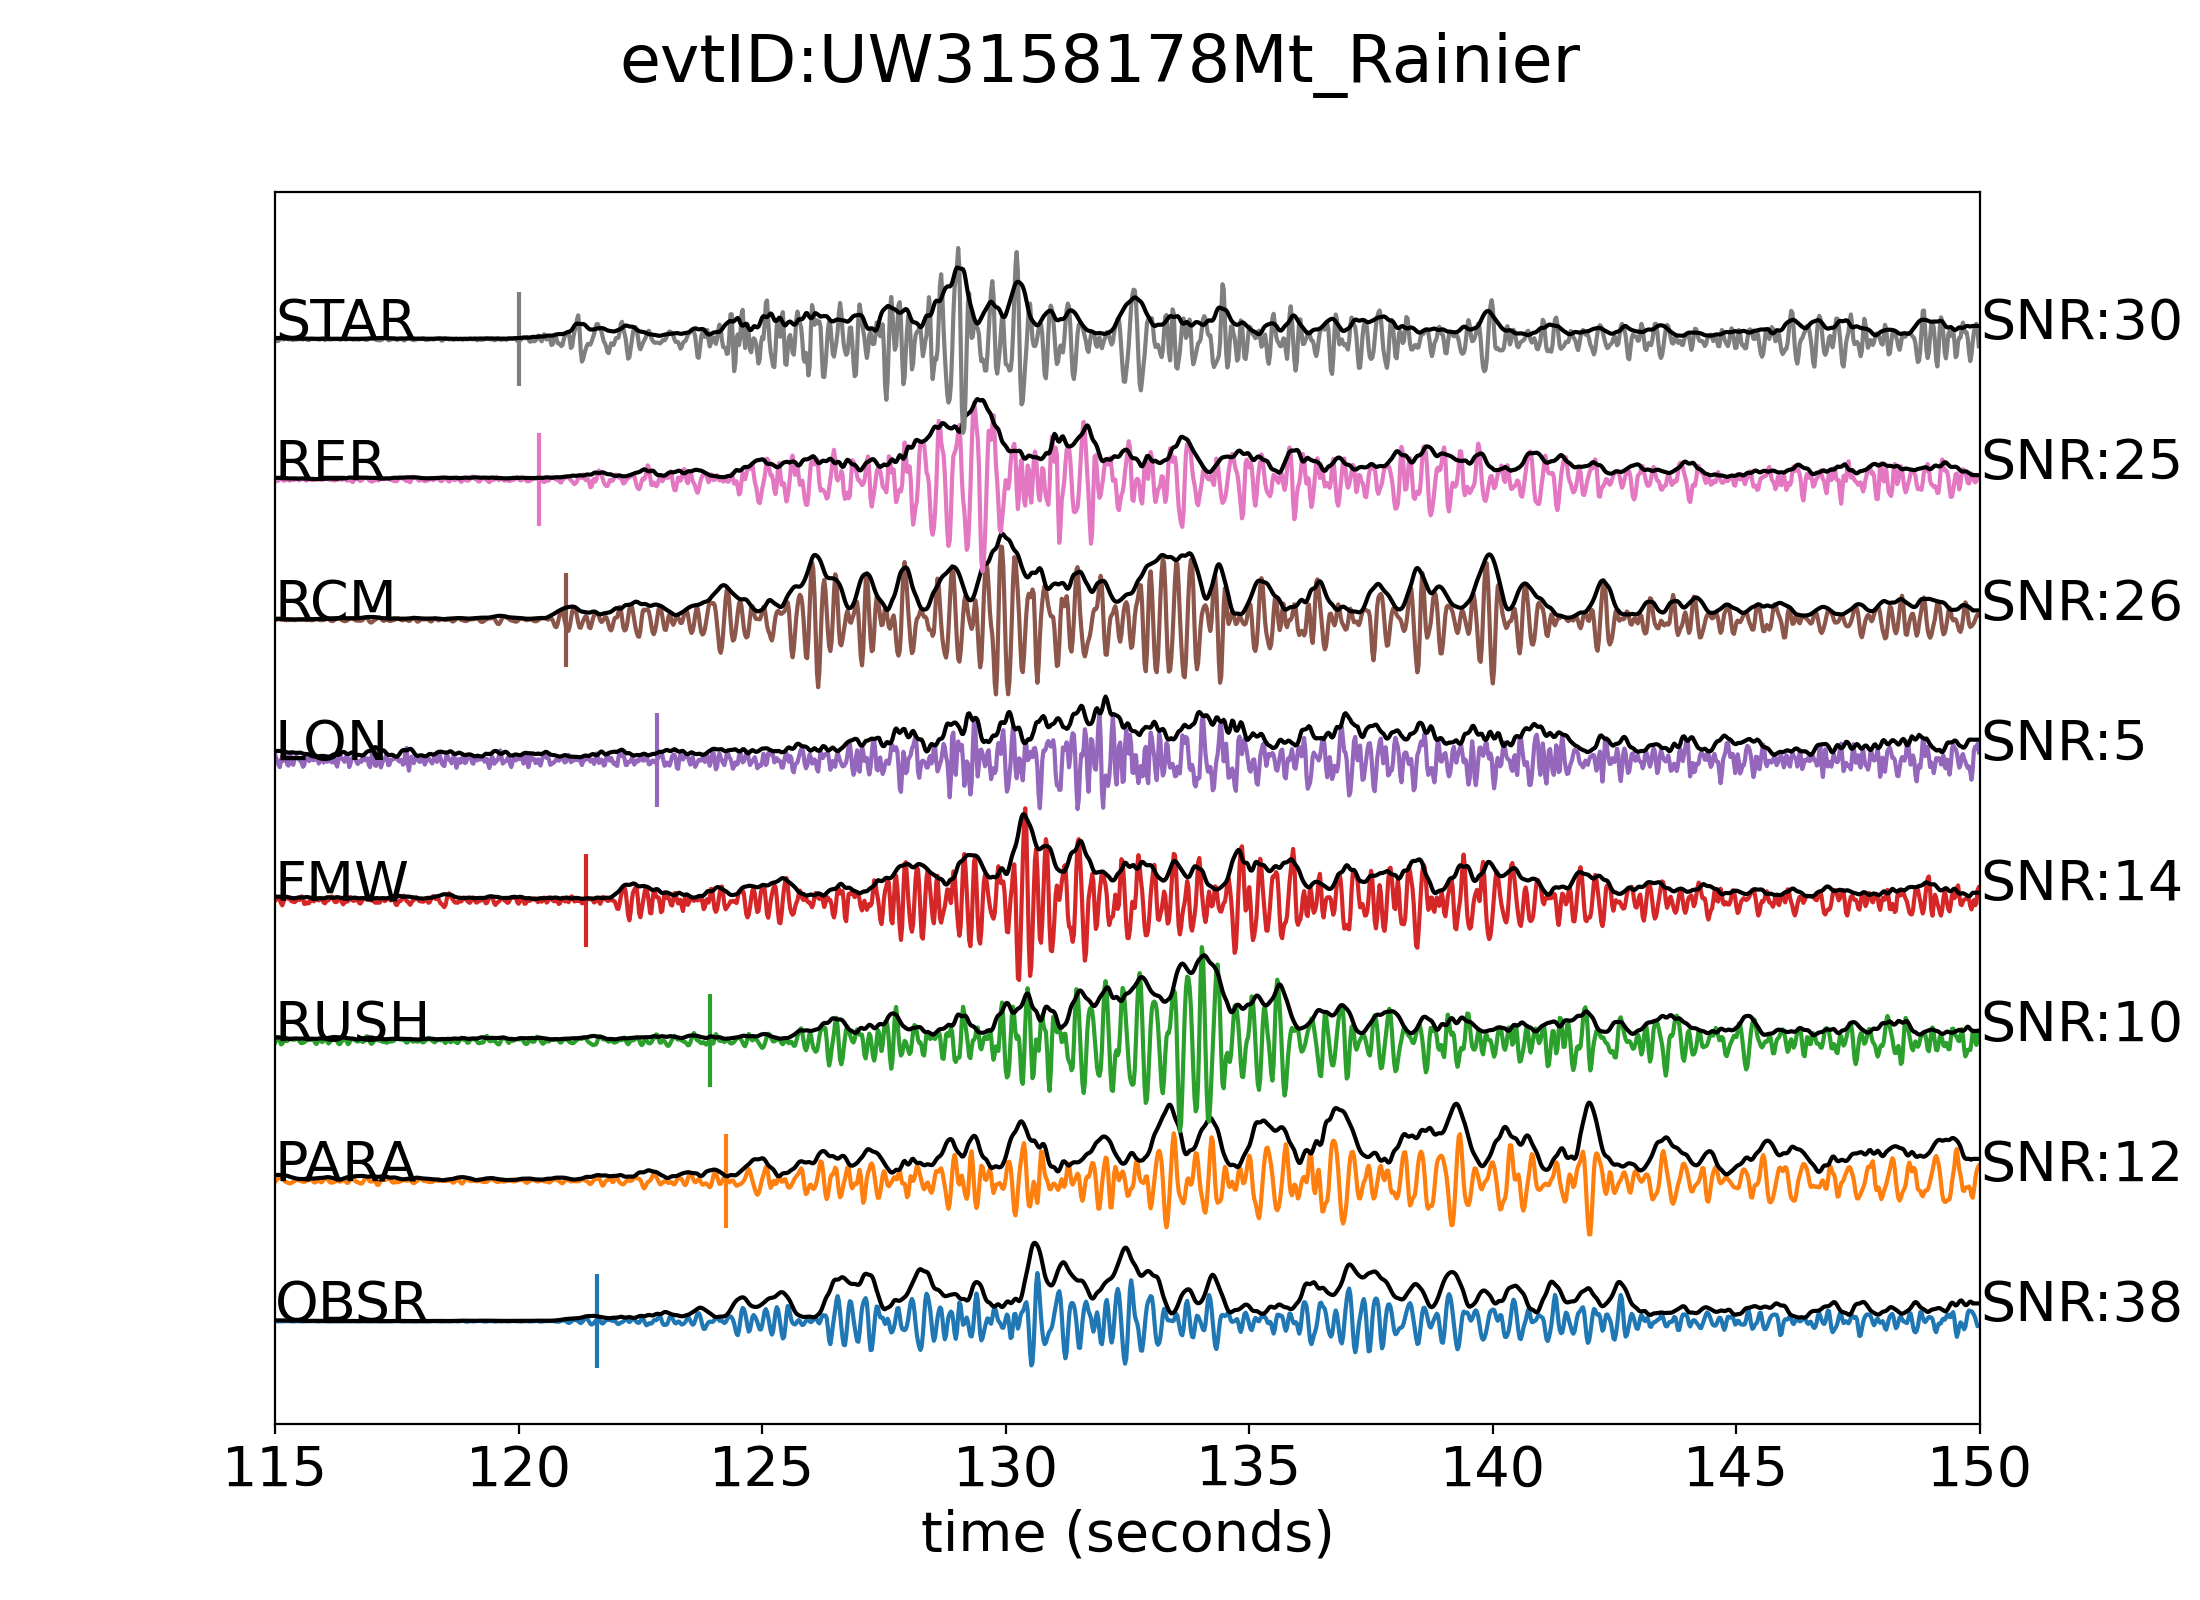 evtID:UW3158178Mt_Rainier
STAR SNR:30
RER SNR:25
RCM SNR:26
LON SNR:5
FMW SNR:14
RUSH SNR:10
PARA SNR:12
OBSR SNR:38
115 120 125 130 135 140 145 150
time (seconds)